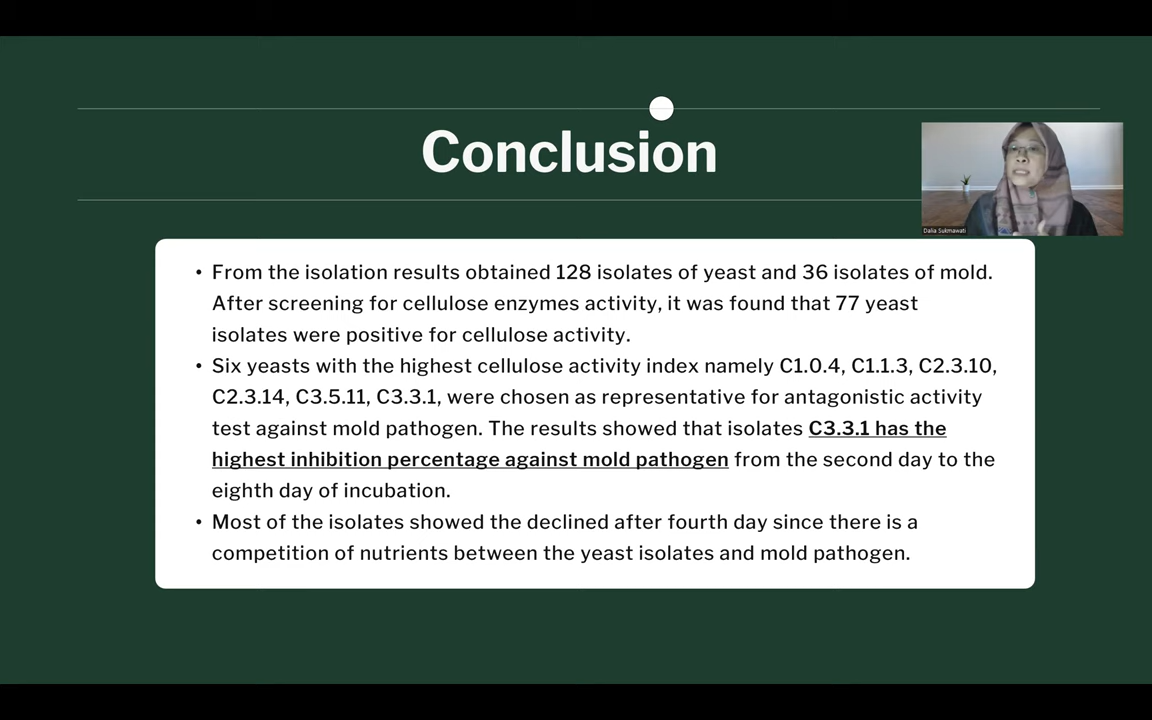 Conclusion
Dalia Sukmawati
• From the isolation results obtained 128 isolates of yeast and 36 isolates of mold.
After screening for cellulose enzymes activity, it was found that 77 yeast
isolates were positive for cellulose activity.
• Six yeasts with the highest cellulose activity index namely C1.0.4, C1.1.3, C2.3.10,
C2.3.14, C3.5.11, C3.3.1, were chosen as representative for antagonistic activity
test against mold pathogen. The results showed that isolates C3.3.1 has the
highest inhibition percentage against mold pathogen from the second day to the
eighth day of incubation.
• Most of the isolates showed the declined after fourth day since there is a
competition of nutrients between the yeast isolates and mold pathogen.